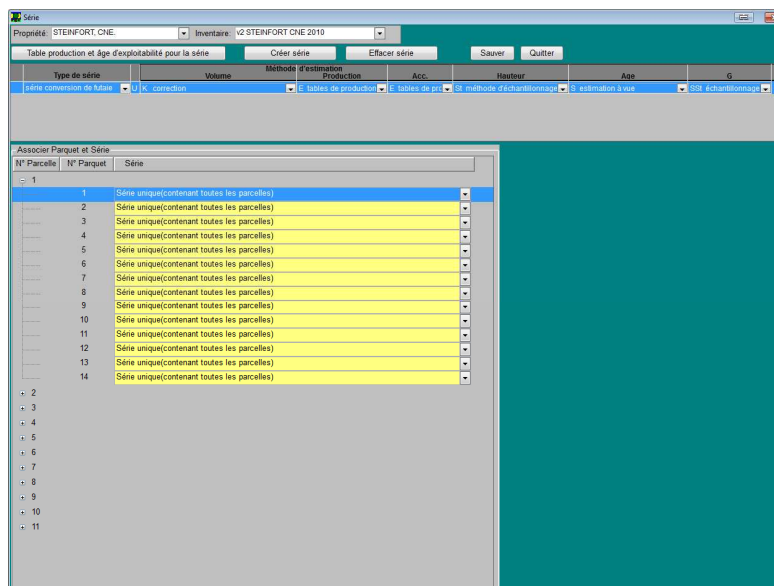 Série
Propriété: STEINFORT, CNE. Inventaire: v2 STEINFORT CNE 2010
Table production et âge d'exploitabilité pour la série Créer série Effacer série Sauver Quitter
Méthode d'estimation
Type de série Volume Production Acc. Hauteur Age G
série conversion de futaie U K correction E tables de production E tables de prc St méthode d'échantillonnage S estimation à vue SSt échantillonnage
Associer Parquet et Série
N° Parcelle N° Parquet Série
1
1 Série unique(contenant toutes les parcelles)
2 Série unique(contenant toutes les parcelles)
3 Série unique(contenant toutes les parcelles)
4 Série unique(contenant toutes les parcelles)
5 Série unique(contenant toutes les parcelles)
6 Série unique(contenant toutes les parcelles)
7 Série unique(contenant toutes les parcelles)
8 Série unique(contenant toutes les parcelles)
9 Série unique(contenant toutes les parcelles)
10 Série unique(contenant toutes les parcelles)
11 Série unique(contenant toutes les parcelles)
12 Série unique(contenant toutes les parcelles)
13 Série unique(contenant toutes les parcelles)
14 Série unique(contenant toutes les parcelles)
2
3
4
5
6
7
8
9
10
11